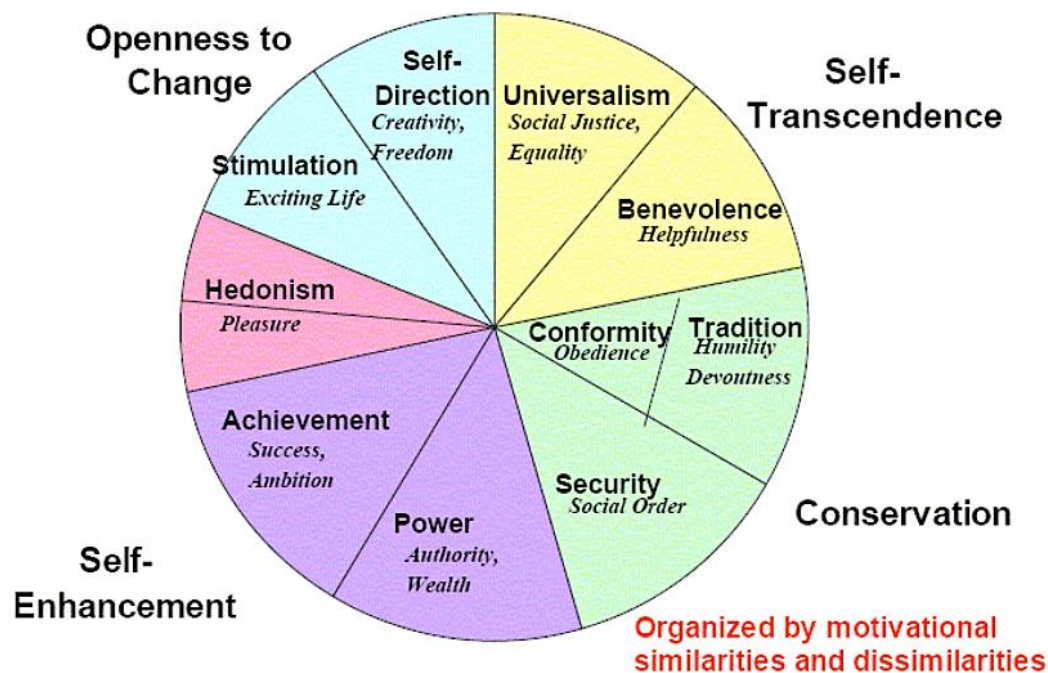 Openness to
Change
Self-
Direction
Creativity,
Freedom
Universalism
Social Justice,
Equality
Self-
Transcendence
Stimulation
Exciting Life
Benevolence
Helpfulness
Hedonism
Pleasure
Conformity
Obedience
Tradition
Humility
Devoutness
Achievement
Success,
Ambition
Security
Social Order
Conservation
Power
Authority,
Wealth
Self-
Enhancement
Organized by motivational
similarities and dissimilarities